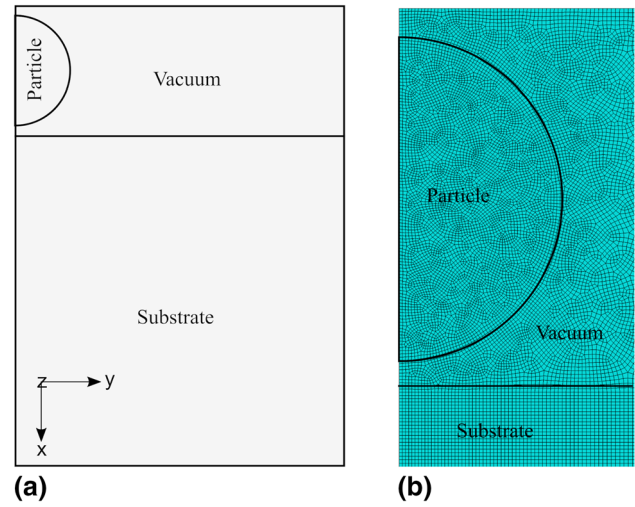 Particle
Vacuum
Substrate
z
y
x
(a)
Particle
Vacuum
Substrate
(b)